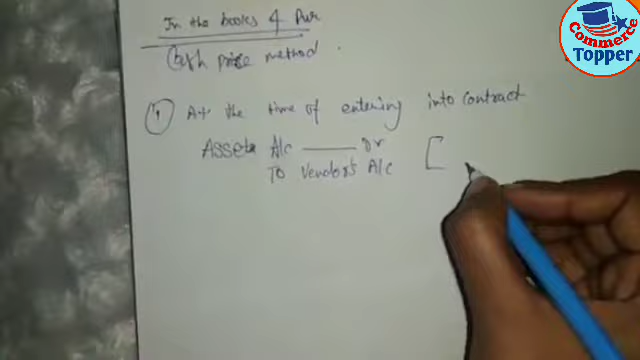 In the books of Pur
Cash price method.
1) At the time of entering into contract
Asset A/c ——— Dr
To Vendor's A/c [
Commerce
Topper